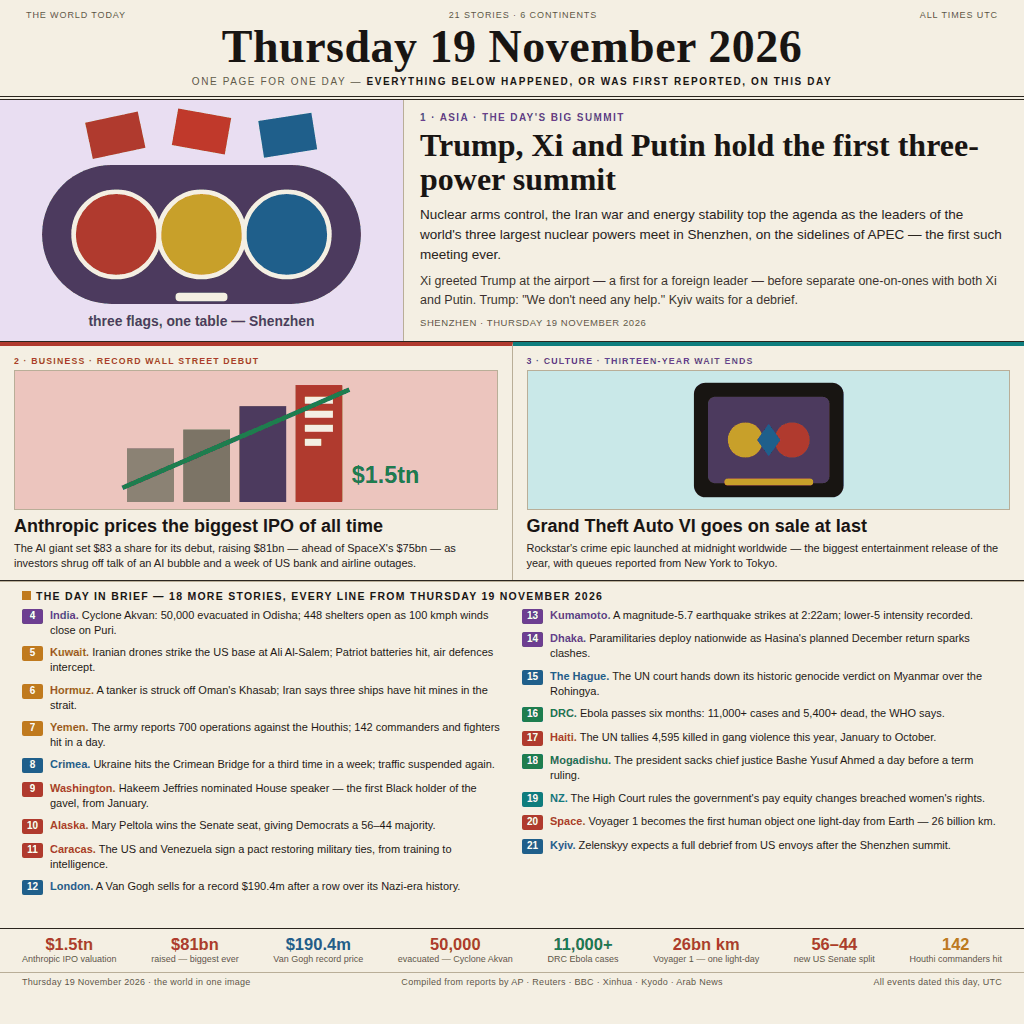 THE WORLD TODAY
21 STORIES · 6 CONTINENTS
ALL TIMES UTC
Thursday 19 November 2026
ONE PAGE FOR ONE DAY — EVERYTHING BELOW HAPPENED, OR WAS FIRST REPORTED, ON THIS DAY
three flags, one table — Shenzhen
1 · ASIA · THE DAY'S BIG SUMMIT
Trump, Xi and Putin hold the first three-
power summit
Nuclear arms control, the Iran war and energy stability top the agenda as the leaders of the
world's three largest nuclear powers meet in Shenzhen, on the sidelines of APEC — the first such
meeting ever.
Xi greeted Trump at the airport — a first for a foreign leader — before separate one-on-ones with both Xi
and Putin. Trump: "We don't need any help." Kyiv waits for a debrief.
SHENZHEN · THURSDAY 19 NOVEMBER 2026
2 · BUSINESS · RECORD WALL STREET DEBUT
$1.5tn
Anthropic prices the biggest IPO of all time
The AI giant set $83 a share for its debut, raising $81bn — ahead of SpaceX's $75bn — as
investors shrug off talk of an AI bubble and a week of US bank and airline outages.
3 · CULTURE · THIRTEEN-YEAR WAIT ENDS
Grand Theft Auto VI goes on sale at last
Rockstar's crime epic launched at midnight worldwide — the biggest entertainment release of the
year, with queues reported from New York to Tokyo.
THE DAY IN BRIEF — 18 MORE STORIES, EVERY LINE FROM THURSDAY 19 NOVEMBER 2026
4 India. Cyclone Akvan: 50,000 evacuated in Odisha; 448 shelters open as 100 kmph winds
close on Puri.
5 Kuwait. Iranian drones strike the US base at Ali Al-Salem; Patriot batteries hit, air defences
intercept.
6 Hormuz. A tanker is struck off Oman's Khasab; Iran says three ships have hit mines in the
strait.
7 Yemen. The army reports 700 operations against the Houthis; 142 commanders and fighters
hit in a day.
8 Crimea. Ukraine hits the Crimean Bridge for a third time in a week; traffic suspended again.
9 Washington. Hakeem Jeffries nominated House speaker — the first Black holder of the
gavel, from January.
10 Alaska. Mary Peltola wins the Senate seat, giving Democrats a 56–44 majority.
11 Caracas. The US and Venezuela sign a pact restoring military ties, from training to
intelligence.
12 London. A Van Gogh sells for a record $190.4m after a row over its Nazi-era history.
13 Kumamoto. A magnitude-5.7 earthquake strikes at 2:22am; lower-5 intensity recorded.
14 Dhaka. Paramilitaries deploy nationwide as Hasina's planned December return sparks
clashes.
15 The Hague. The UN court hands down its historic genocide verdict on Myanmar over the
Rohingya.
16 DRC. Ebola passes six months: 11,000+ cases and 5,400+ dead, the WHO says.
17 Haiti. The UN tallies 4,595 killed in gang violence this year, January to October.
18 Mogadishu. The president sacks chief justice Bashe Yusuf Ahmed a day before a term
ruling.
19 NZ. The High Court rules the government's pay equity changes breached women's rights.
20 Space. Voyager 1 becomes the first human object one light-day from Earth — 26 billion km.
21 Kyiv. Zelenskyy expects a full debrief from US envoys after the Shenzhen summit.
$1.5tn
Anthropic IPO valuation
$81bn
raised — biggest ever
$190.4m
Van Gogh record price
50,000
evacuated — Cyclone Akvan
11,000+
DRC Ebola cases
26bn km
Voyager 1 — one light-day
56–44
new US Senate split
142
Houthi commanders hit
Thursday 19 November 2026 · the world in one image
Compiled from reports by AP · Reuters · BBC · Xinhua · Kyodo · Arab News
All events dated this day, UTC